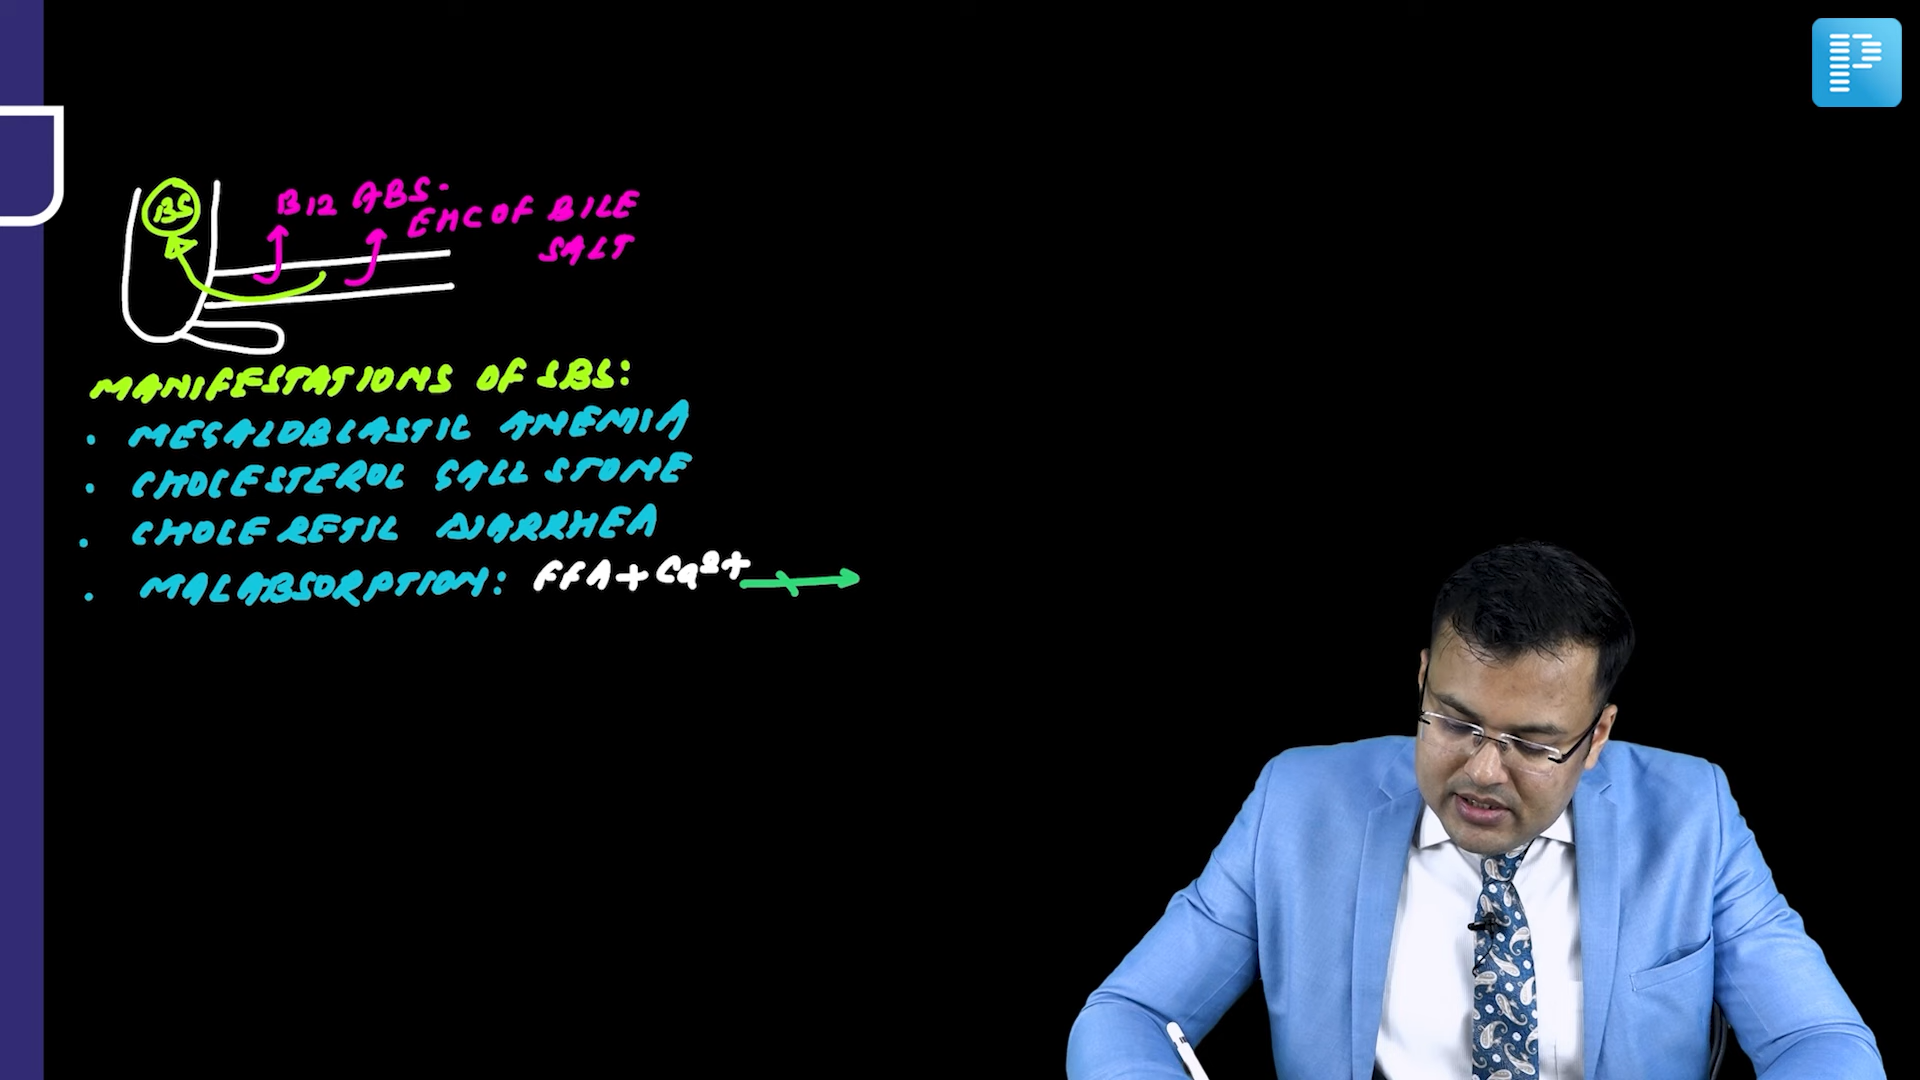 BS
B12 ABS.
EHC OF BILE
SALT
MANIFESTATIONS OF SBS:
• MEGALOBLASTIC ANEMIA
• CHOLESTEROL GALL STONE
• CHOLERETIC DIARRHEA
• MALABSORPTION: FFA + Ca2+
P